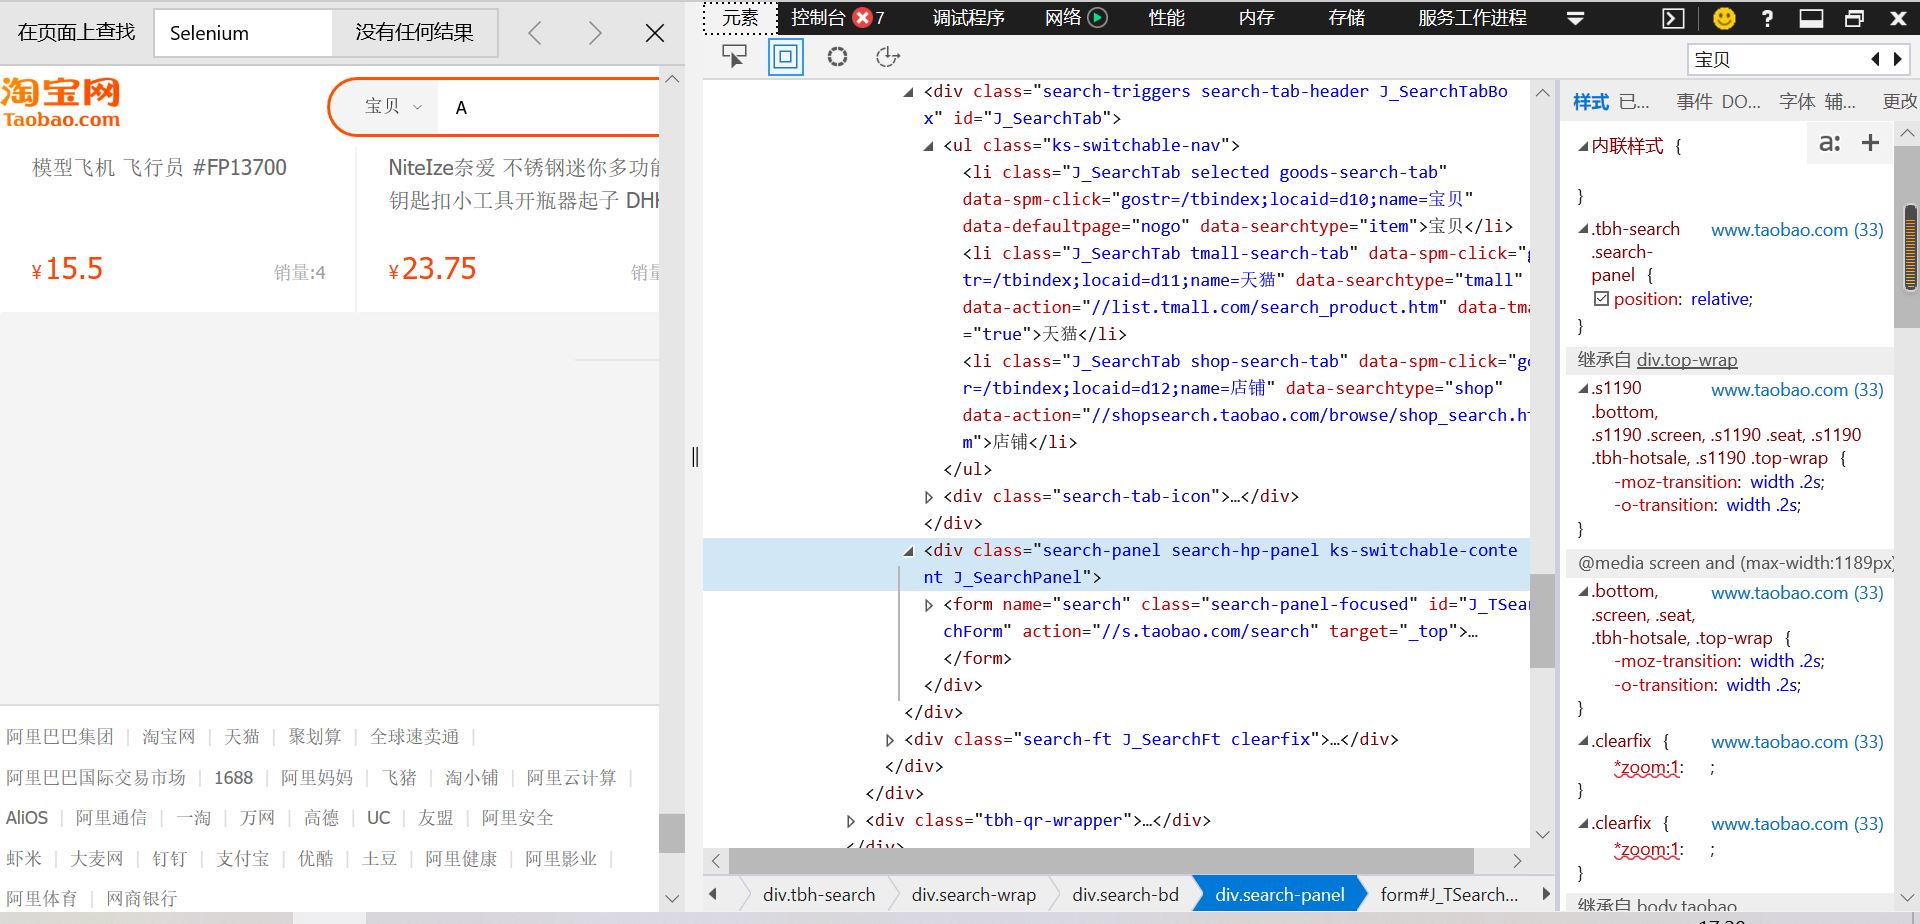 在页面上查找 Selenium 没有任何结果
淘宝网
Taobao.com
宝贝 A
模型飞机 飞行员 #FP13700
¥15.5 销量:4
NiteIze奈爱 不锈钢迷你多功能
钥匙扣小工具开瓶器起子
¥23.75
阿里巴巴集团 | 淘宝网 | 天猫 | 聚划算 | 全球速卖通 |
阿里巴巴国际交易市场 | 1688 | 阿里妈妈 | 飞猪 | 淘小铺 | 阿里云计算 |
AliOS | 阿里通信 | 一淘 | 万网 | 高德 | UC | 友盟 | 阿里安全
虾米 | 大麦网 | 钉钉 | 支付宝 | 优酷 | 土豆 | 阿里健康 | 阿里影业 |
阿里体育 | 网商银行
元素 控制台 7 调试程序 网络 性能 内存 存储 服务工作进程 ?
宝贝
<div class="search-triggers search-tab-header J_SearchTabBo
x" id="J_SearchTab">
<ul class="ks-switchable-nav">
<li class="J_SearchTab selected goods-search-tab"
data-spm-click="gostr=/tbindex;locaid=d10;name=宝贝"
data-defaultpage="nogo" data-searchtype="item">宝贝</li>
<li class="J_SearchTab tmall-search-tab" data-spm-click="g
tr=/tbindex;locaid=d11;name=天猫" data-searchtype="tmall"
data-action="//list.tmall.com/search_product.htm" data-tm
="true">天猫</li>
<li class="J_SearchTab shop-search-tab" data-spm-click="go
r=/tbindex;locaid=d12;name=店铺" data-searchtype="shop"
data-action="//shopsearch.taobao.com/browse/shop_search.ht
m">店铺</li>
</ul>
<div class="search-tab-icon">…</div>
</div>
<div class="search-panel search-hp-panel ks-switchable-conte
nt J_SearchPanel">
<form name="search" class="search-panel-focused" id="J_TSear
chForm" action="//s.taobao.com/search" target="_top">…
</form>
</div>
</div>
<div class="search-ft J_SearchFt clearfix">…</div>
</div>
</div>
<div class="tbh-qr-wrapper">…</div>
</div>
div.tbh-search div.search-wrap div.search-bd div.search-panel form#J_TSearch...
样式 已... 事件 DO... 字体 辅... 更改
内联样式 { a: +
}
.tbh-search www.taobao.com (33)
.search-
panel {
position: relative;
}
继承自 div.top-wrap
.s1190 www.taobao.com (33)
.bottom,
.s1190 .screen, .s1190 .seat, .s1190
.tbh-hotsale, .s1190 .top-wrap {
-moz-transition: width .2s;
-o-transition: width .2s;
}
@media screen and (max-width:1189px)
.bottom, www.taobao.com (33)
.screen, .seat,
.tbh-hotsale, .top-wrap {
-moz-transition: width .2s;
-o-transition: width .2s;
}
.clearfix { www.taobao.com (33)
*zoom:1: ;
}
.clearfix { www.taobao.com (33)
*zoom:1: ;
}
继承自 body.taobao